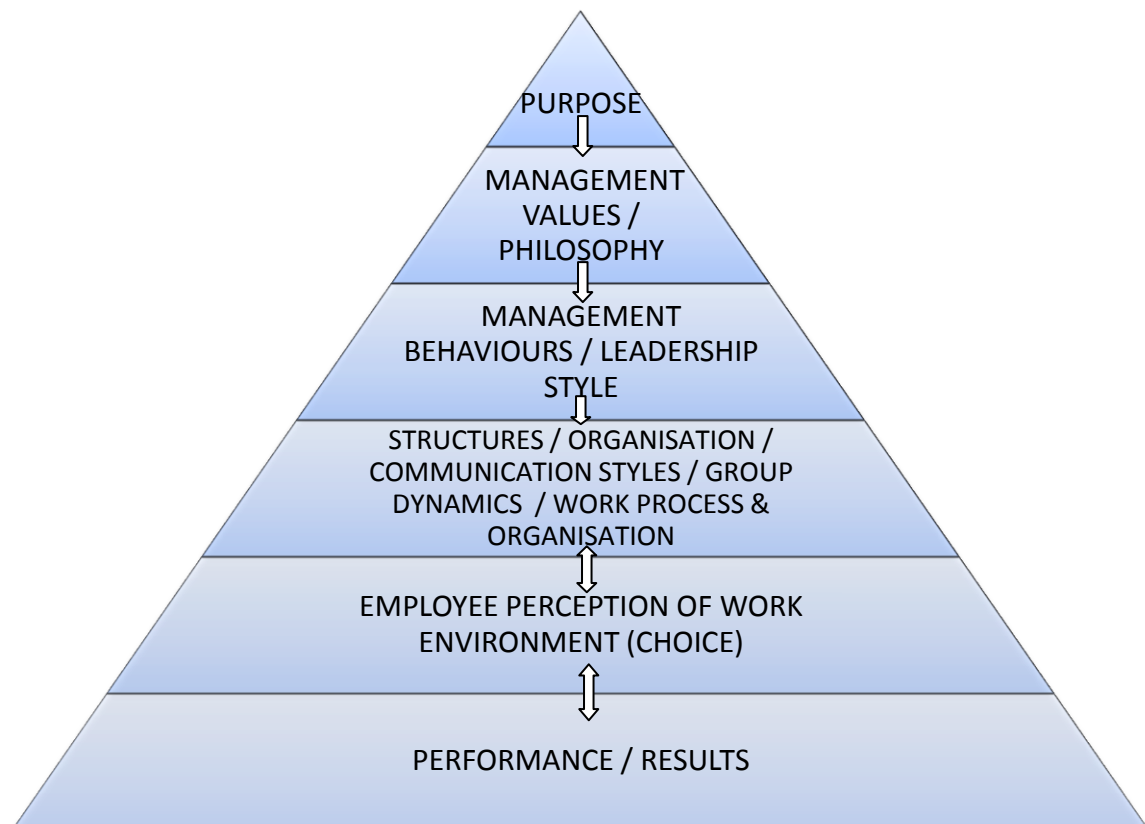 PURPOSE
MANAGEMENT
VALUES /
PHILOSOPHY
MANAGEMENT
BEHAVIOURS / LEADERSHIP
STYLE
STRUCTURES / ORGANISATION /
COMMUNICATION STYLES / GROUP
DYNAMICS / WORK PROCESS &
ORGANISATION
EMPLOYEE PERCEPTION OF WORK
ENVIRONMENT (CHOICE)
PERFORMANCE / RESULTS